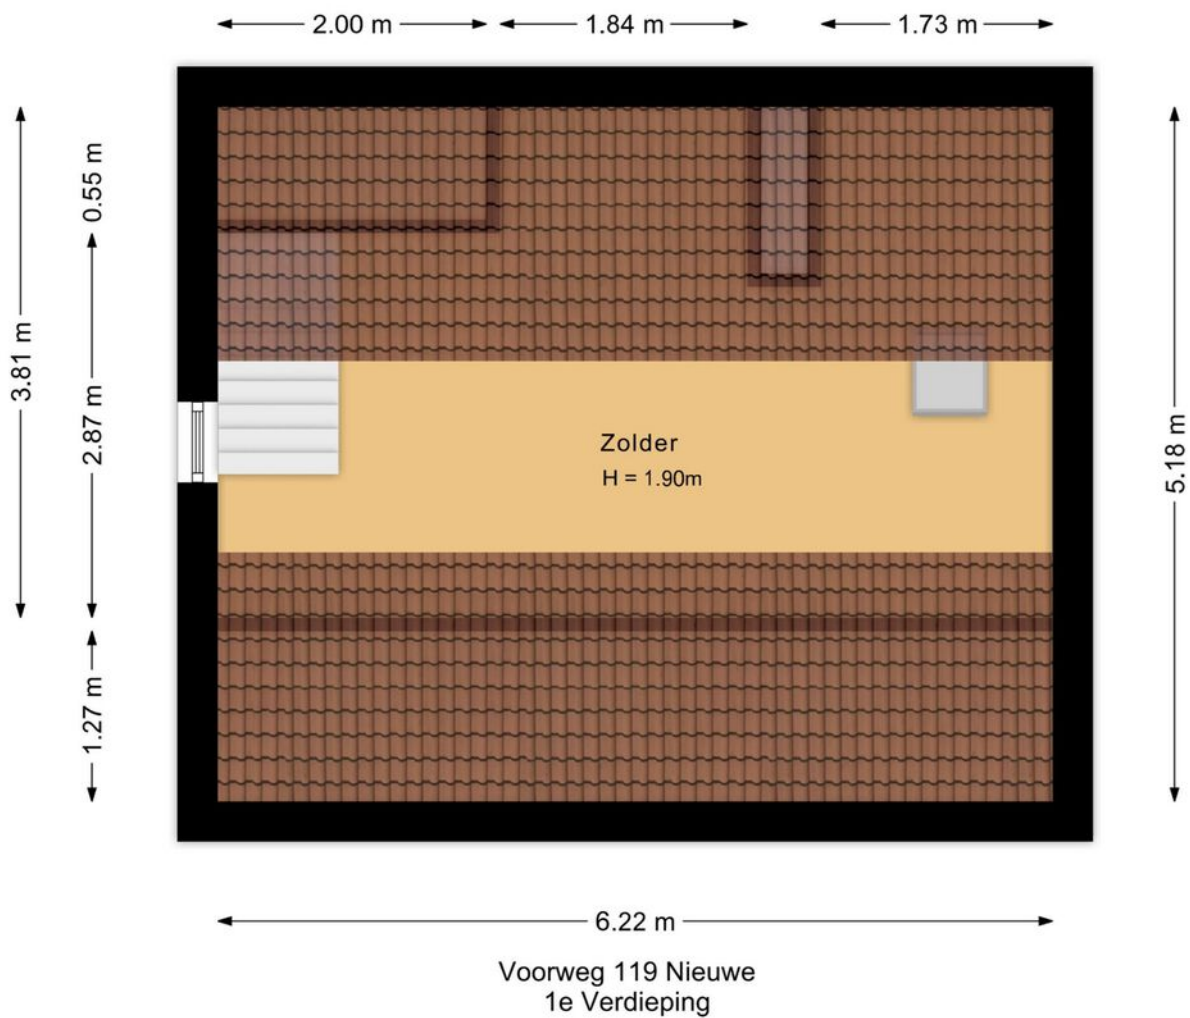 2.00 m
1.84 m
1.73 m
0.55 m
3.81 m
2.87 m
1.27 m
5.18 m
Zolder
H = 1.90m
6.22 m
Voorweg 119 Nieuwe
1e Verdieping